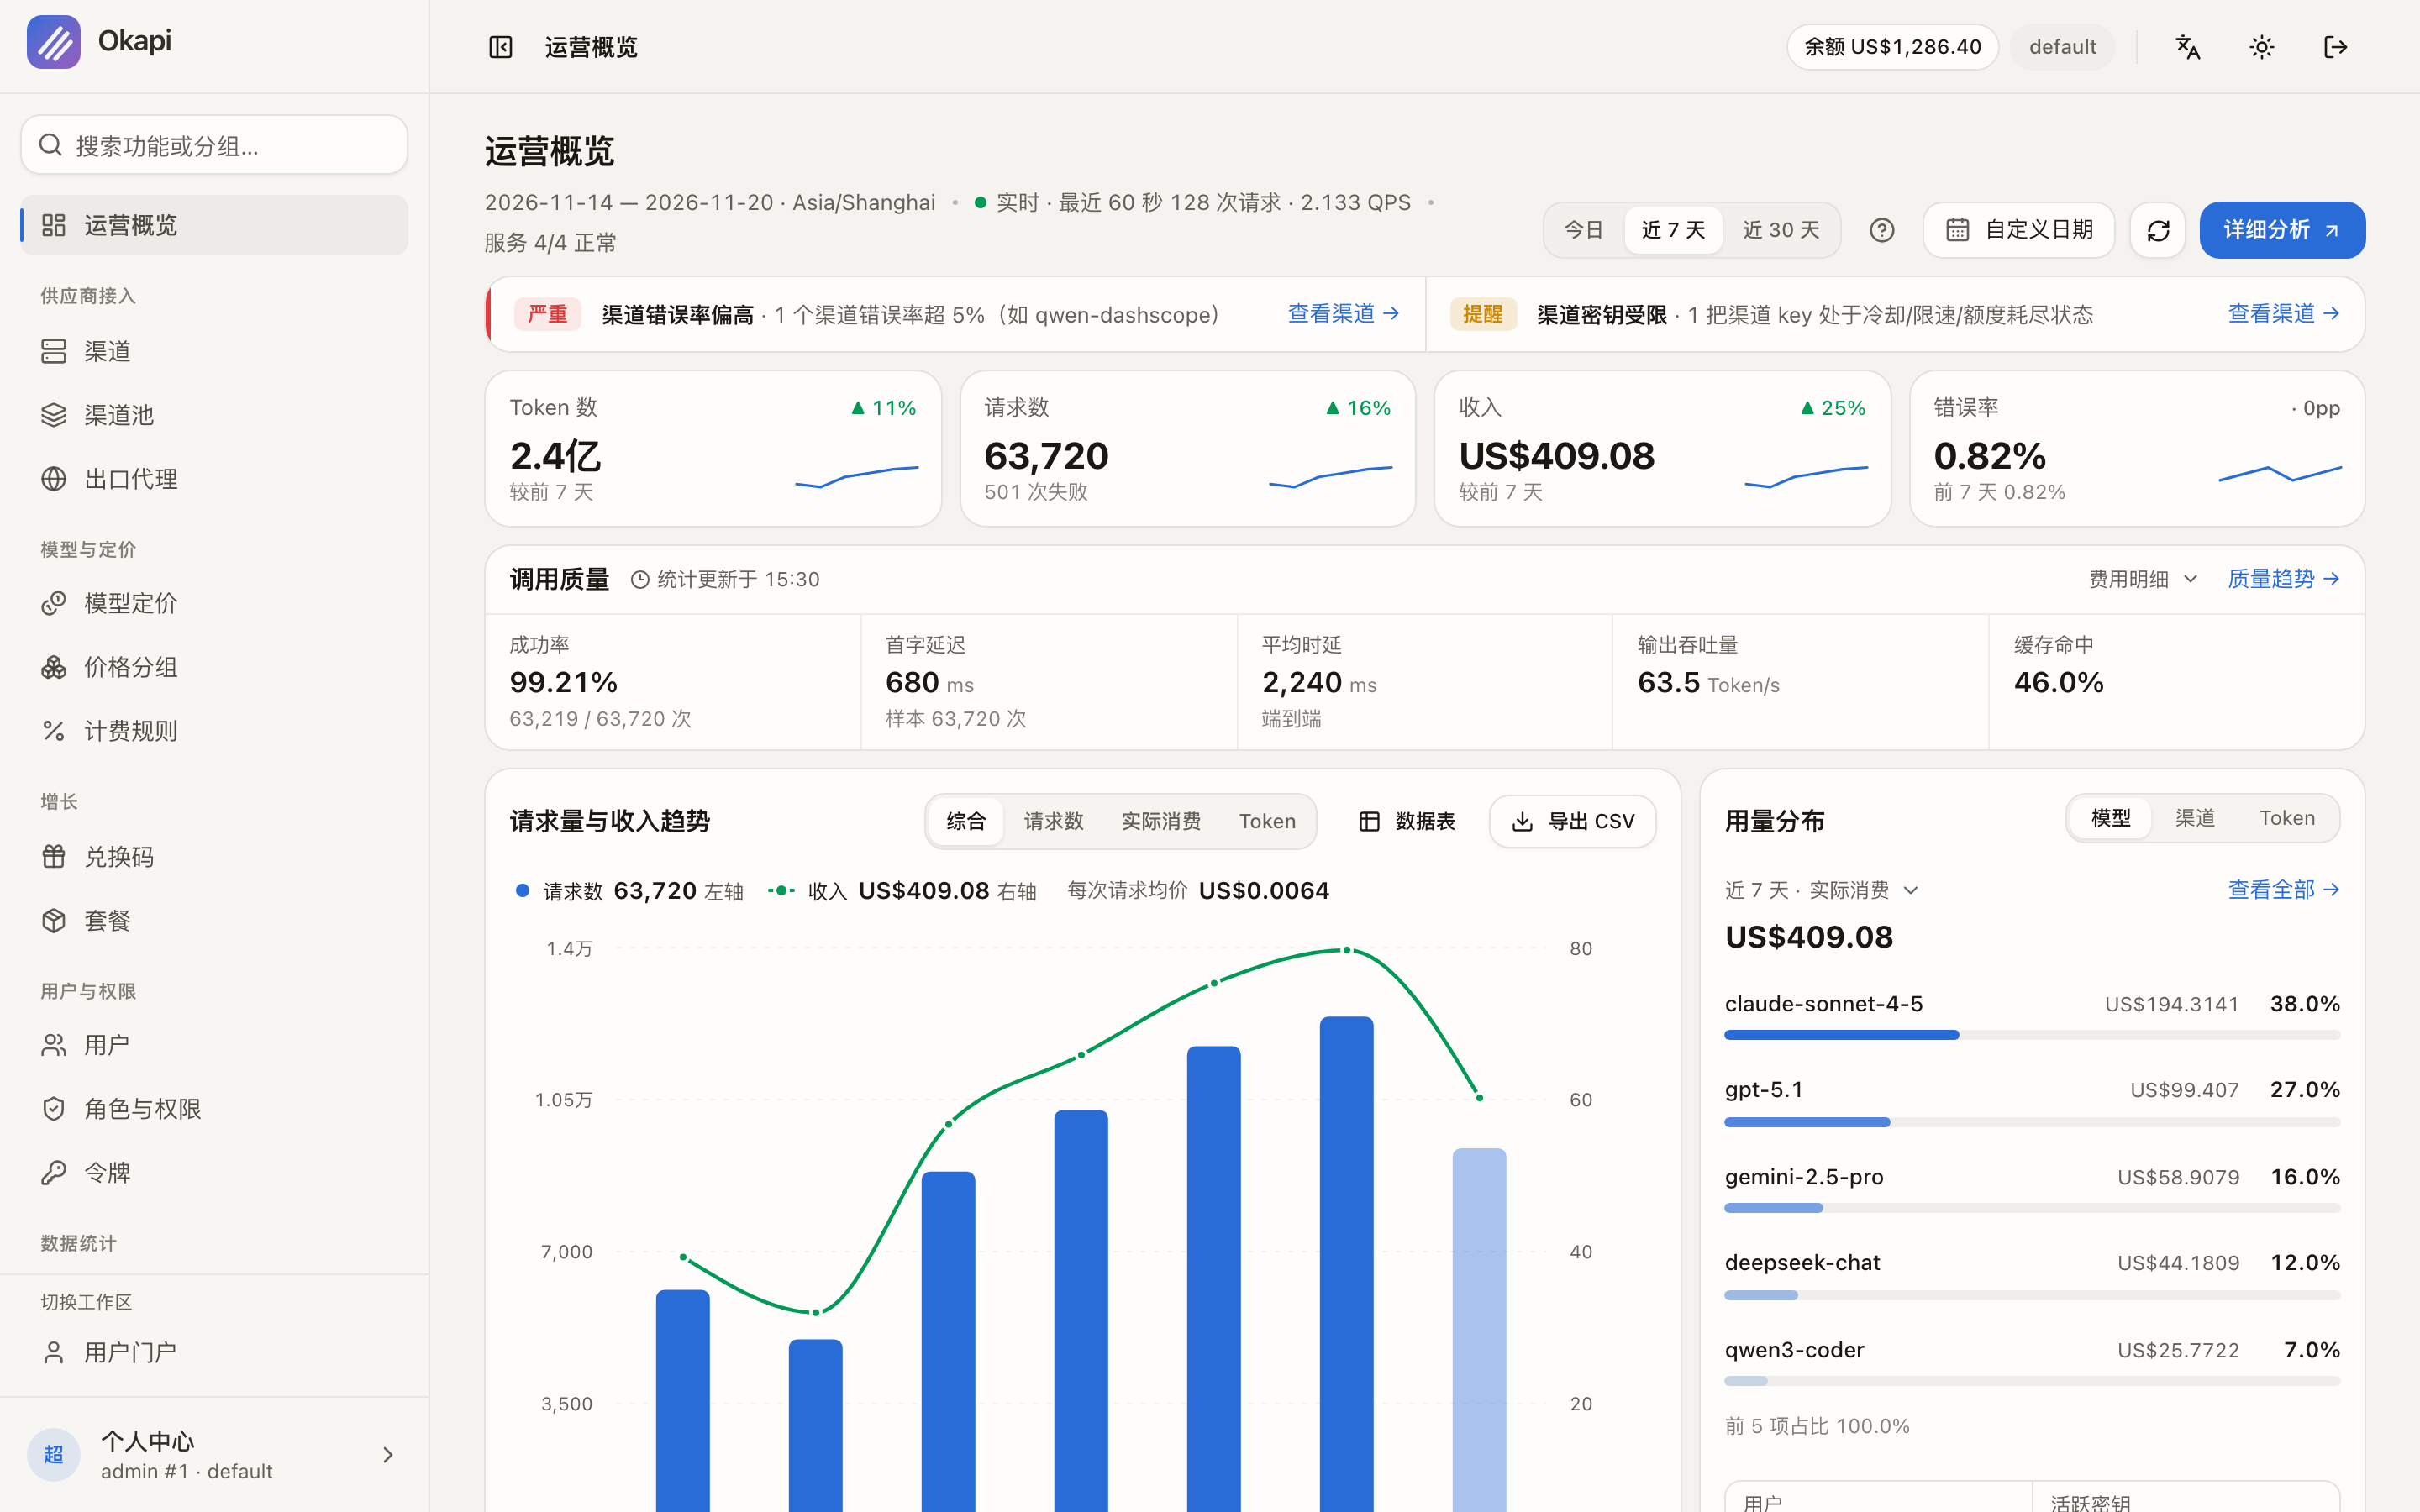 Okapi
搜索功能或分组...
运营概览
供应商接入
渠道
渠道池
出口代理
模型与定价
模型定价
价格分组
计费规则
增长
兑换码
套餐
用户与权限
用户
角色与权限
令牌
数据统计
切换工作区
用户门户
超
个人中心
admin #1 · default
运营概览
余额 US$1,286.40
default
运营概览
2026-11-14 — 2026-11-20 · Asia/Shanghai • 实时 · 最近 60 秒 128 次请求 · 2.133 QPS •
服务 4/4 正常
今日 近 7 天 近 30 天
自定义日期
详细分析
严重 渠道错误率偏高 · 1 个渠道错误率超 5%（如 qwen-dashscope） 查看渠道 →
提醒 渠道密钥受限 · 1 把渠道 key 处于冷却/限速/额度耗尽状态 查看渠道 →
Token 数 ▲ 11%
2.4亿
较前 7 天
请求数 ▲ 16%
63,720
501 次失败
收入 ▲ 25%
US$409.08
较前 7 天
错误率 · 0pp
0.82%
前 7 天 0.82%
调用质量 统计更新于 15:30 费用明细 质量趋势 →
成功率
99.21%
63,219 / 63,720 次
首字延迟
680 ms
样本 63,720 次
平均时延
2,240 ms
端到端
输出吞吐量
63.5 Token/s
缓存命中
46.0%
请求量与收入趋势 综合 请求数 实际消费 Token 数据表 导出 CSV
请求数 63,720 左轴 收入 US$409.08 右轴 每次请求均价 US$0.0064
1.4万 80
1.05万 60
7,000 40
3,500 20
用量分布 模型 渠道 Token
近 7 天 · 实际消费 查看全部 →
US$409.08
claude-sonnet-4-5 US$194.3141 38.0%
gpt-5.1 US$99.407 27.0%
gemini-2.5-pro US$58.9079 16.0%
deepseek-chat US$44.1809 12.0%
qwen3-coder US$25.7722 7.0%
前 5 项占比 100.0%
用户 活跃密钥